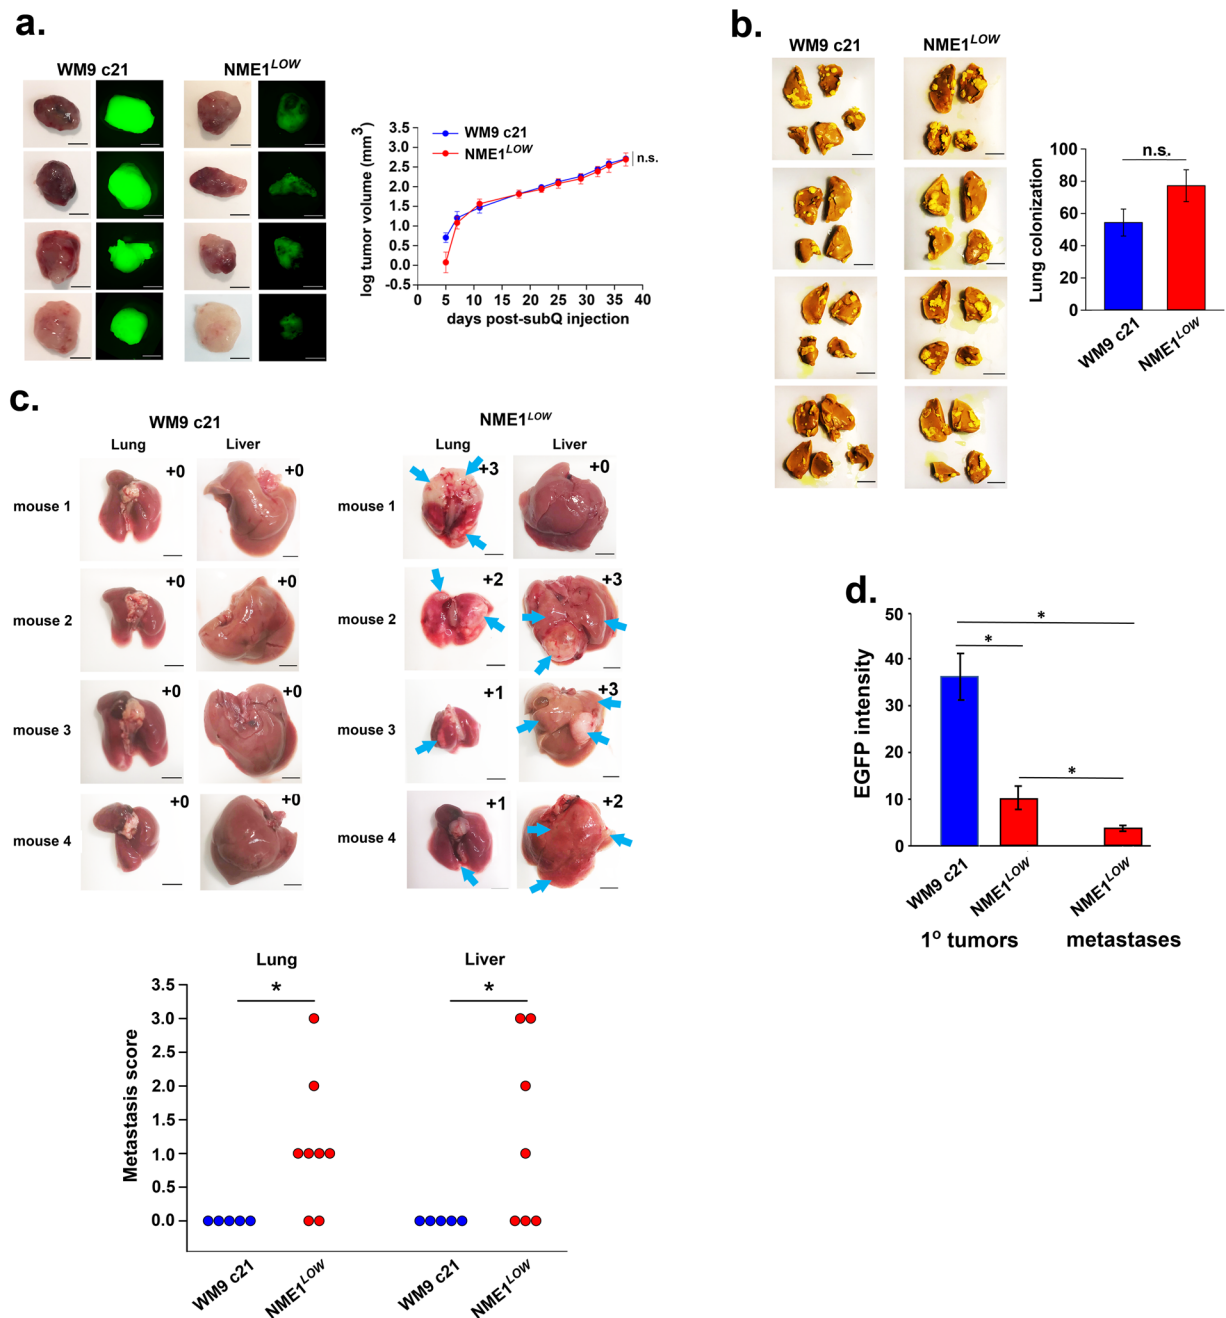 a.
WM9 c21 NME1LOW
log tumor volume (mm3)
3.5
3.0
2.5
2.0
1.5
1.0
0.5
0.0
-0.5
WM9 c21
NME1LOW
n.s.
0 5 10 15 20 25 30 35 40
days post-subQ injection
b.
WM9 c21 NME1LOW
Lung colonization
100
80
60
40
20
0
n.s.
WM9 c21
NME1LOW
c.
WM9 c21 NME1LOW
Lung Liver Lung Liver
mouse 1 +0 +0 mouse 1 +3 +0
mouse 2 +0 +0 mouse 2 +2 +3
mouse 3 +0 +0 mouse 3 +1 +3
mouse 4 +0 +0 mouse 4 +1 +2
Lung Liver
Metastasis score
3.5
3.0
2.5
2.0
1.5
1.0
0.5
0.0
* *
WM9 c21 NME1LOW WM9 c21 NME1LOW
d.
EGFP intensity
50
40
30
20
10
0
*
*
*
WM9 c21 NME1LOW NME1LOW
1o tumors metastases